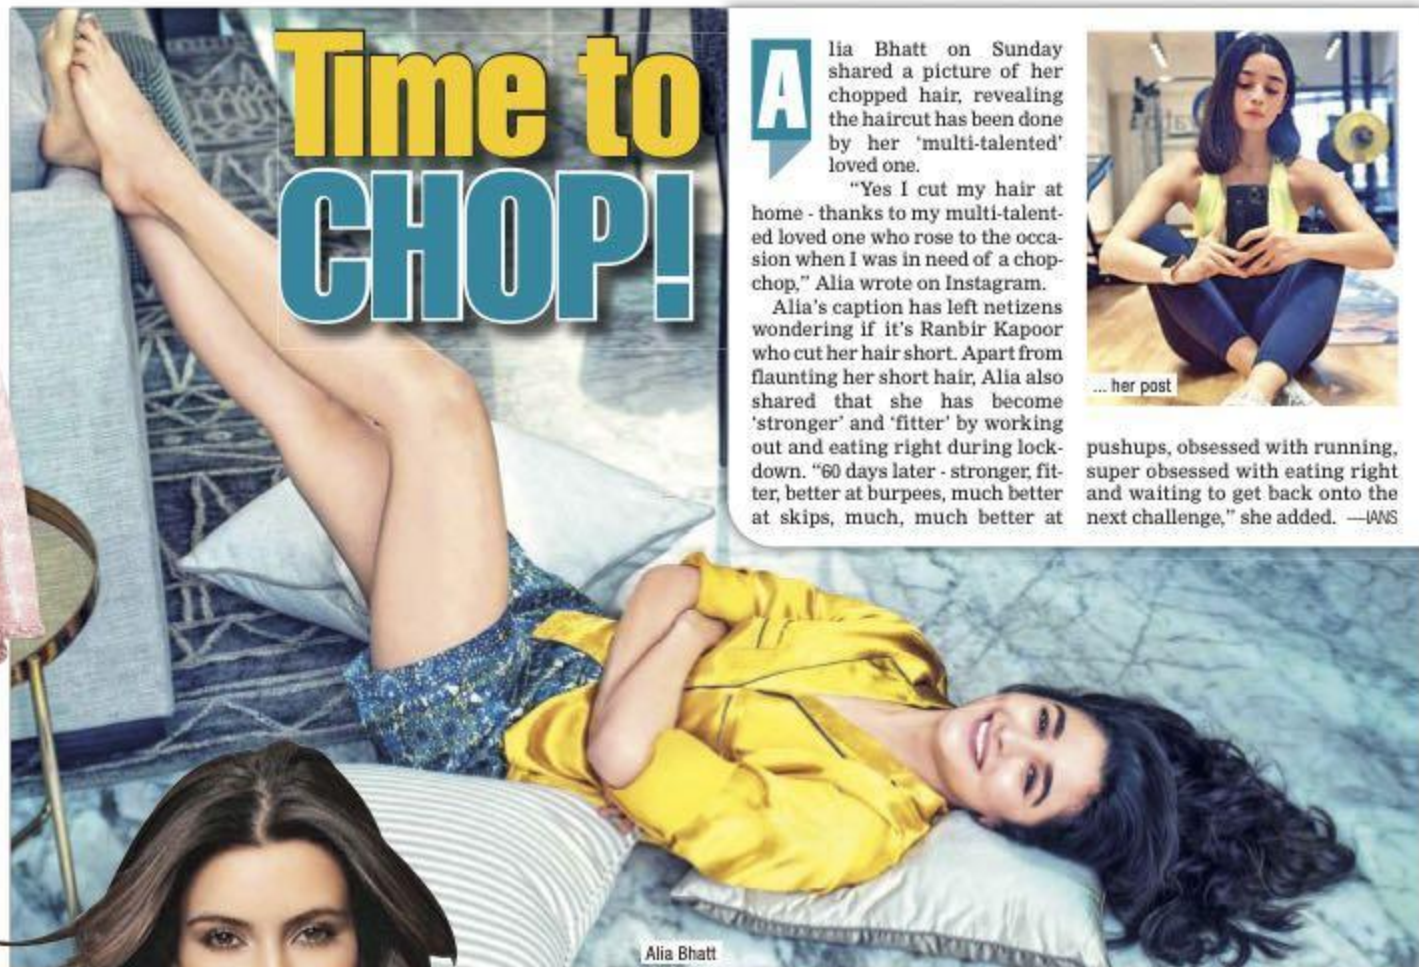 Time to
CHOP!
Alia Bhatt on Sunday
shared a picture of her
chopped hair, revealing
the haircut has been done
by her ‘multi-talented’
loved one.
“Yes I cut my hair at
home - thanks to my multi-talent-
ed loved one who rose to the occa-
sion when I was in need of a chop-
chop,” Alia wrote on Instagram.
Alia’s caption has left netizens
wondering if it’s Ranbir Kapoor
who cut her hair short. Apart from
flaunting her short hair, Alia also
shared that she has become
‘stronger’ and ‘fitter’ by working
out and eating right during lock-
down. “60 days later - stronger, fit-
ter, better at burpees, much better
at skips, much, much better at
... her post
pushups, obsessed with running,
super obsessed with eating right
and waiting to get back onto the
next challenge,” she added. —IANS
Alia Bhatt